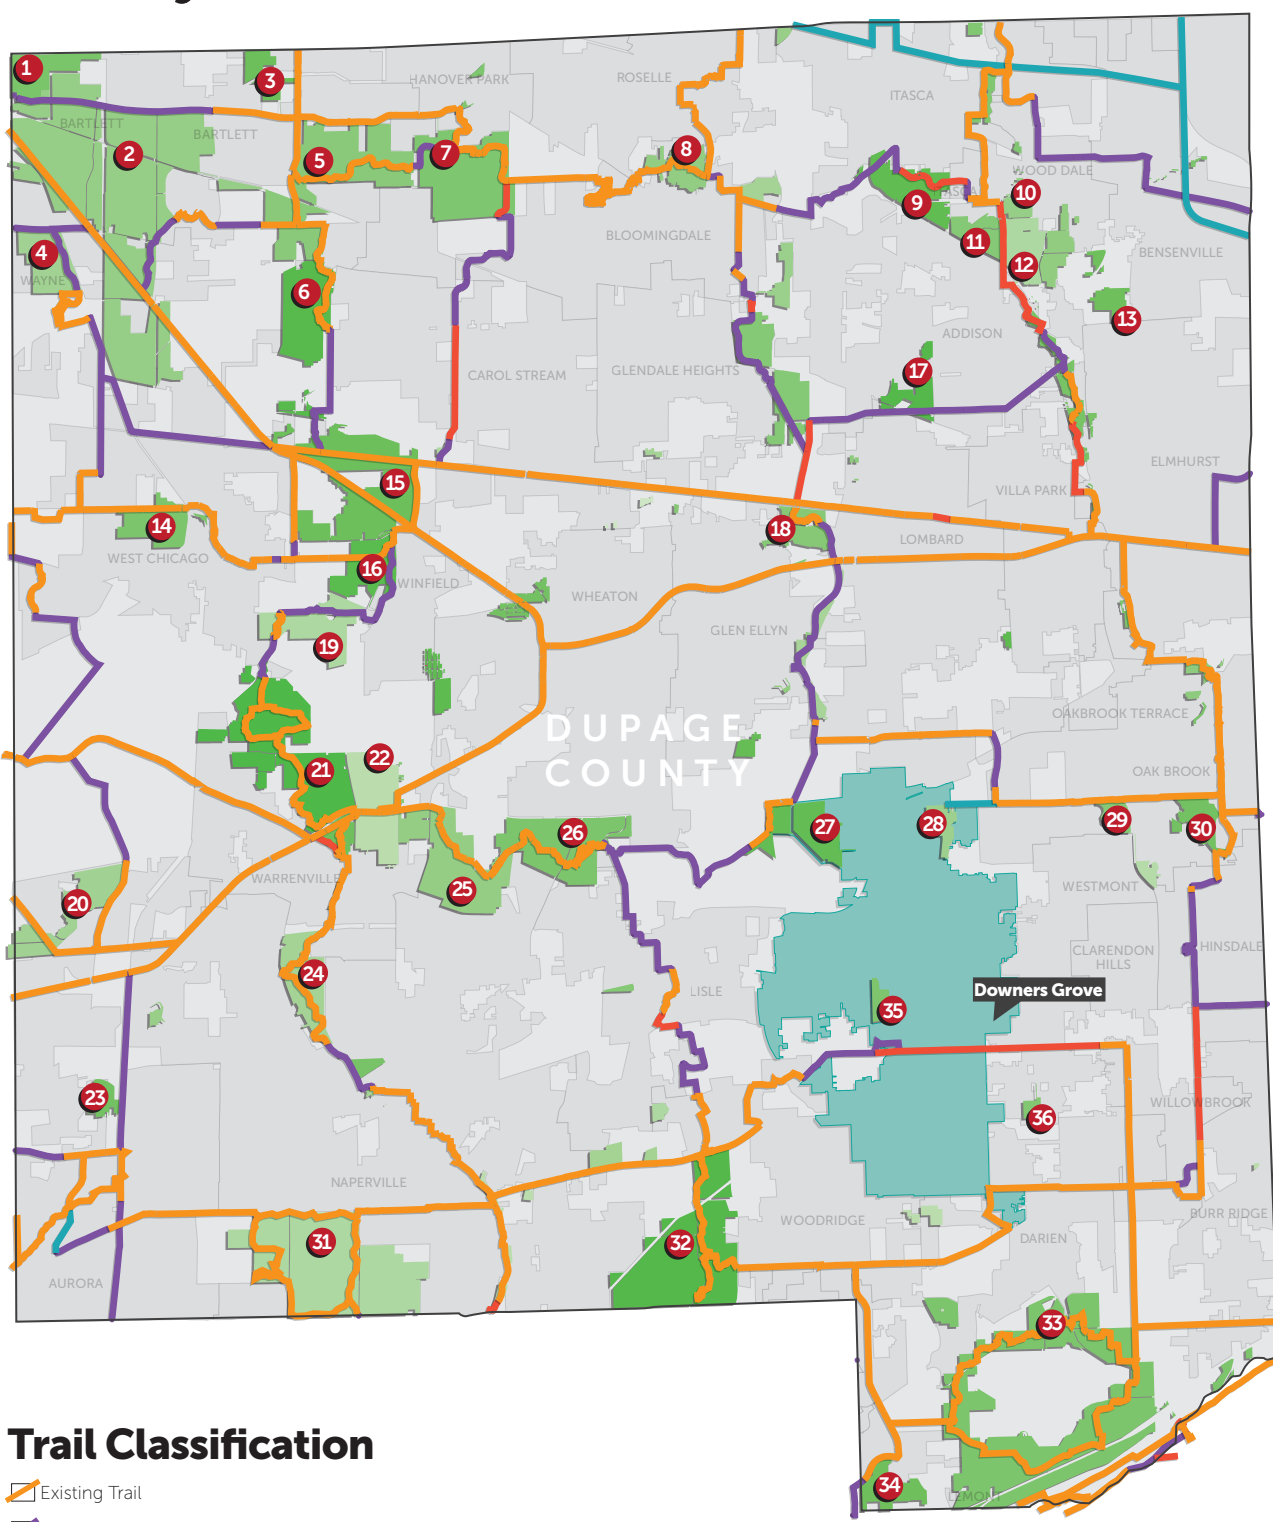 1
3
HANOVER PARK
ROSELLE
ITASCA
BARTLETT
BARTLETT
2
5
7
8
WOOD DALE
9
10
BLOOMINGDALE
11
4
WAYNE
12
BENSENVILLE
6
13
ADDISON
CAROL STREAM
GLENDALE HEIGHTS
17
15
ELMHURST
VILLA PARK
14
18
LOMBARD
WEST CHICAGO
16
WINFIELD
WHEATON
GLEN ELLYN
19
OAKBROOK TERRACE
DUPAGE
COUNTY
21
22
OAK BROOK
26
27
28
29
30
WARRENVILLE
25
WESTMONT
20
CLARENDON
HILLS
HINSDALE
24
LISLE
Downers Grove
35
23
36
WILLOWBROOK
NAPERVILLE
WOODRIDGE
BURR RIDGE
DARIEN
31
32
AURORA
33
34
LEMONT
Trail Classification
Existing Trail